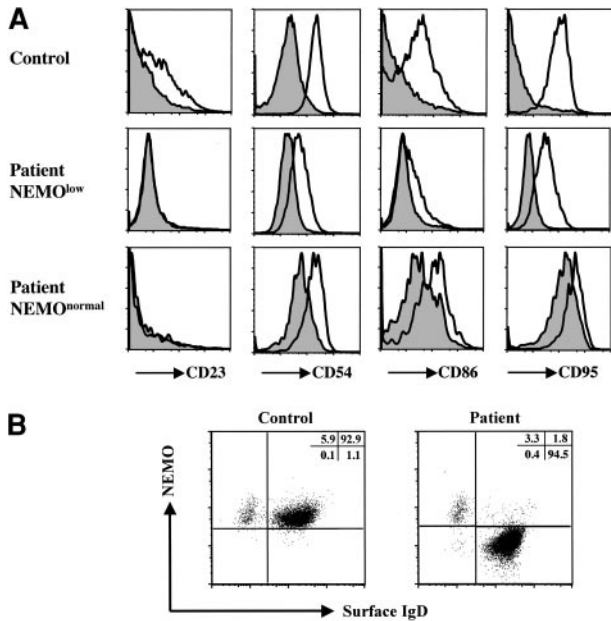 A
Control
Patient
NEMOlow
Patient
NEMOnormal
CD23
CD54
CD86
CD95
B
Control
Patient
5.9 92.9
0.1 1.1
3.3 1.8
0.4 94.5
NEMO
Surface IgD